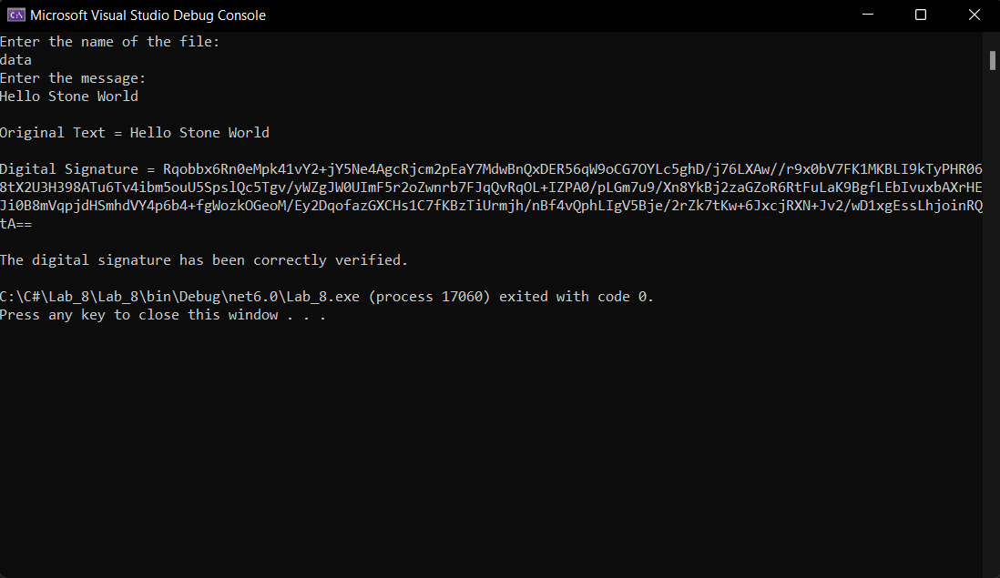 Microsoft Visual Studio Debug Console
Enter the name of the file:
data
Enter the message:
Hello Stone World
Original Text = Hello Stone World
Digital Signature = Rqobbx6Rn0eMpk41vY2+jY5Ne4AgcRjcm2pEaY7MdwBnQxDER56qW9oCG7OYLc5ghD/j76LXAw//r9x0bV7FK1MKBLI9kTyPHR06
8tX2U3H398ATu6Tv4ibm5ouU5SpslQc5Tgv/yWZgJW0UImF5r2oZwnrb7FJqQvRqOL+IZPA0/pLGm7u9/Xn8YkBj2zaGZoR6RtFuLaK9BgfLEbIvuxbAXrHE
Ji0B8mVqpjdHSmhdVY4p6b4+fgWozkOGeoM/Ey2DqofazGXCHs1C7fKBzTiUrmjh/nBf4vQphLIgV5Bje/2rZk7tKw+6JxcjRXN+Jv2/wD1xgEssLhjoinRQ
tA==
The digital signature has been correctly verified.
C:\C#\Lab_8\Lab_8\bin\Debug\net6.0\Lab_8.exe (process 17060) exited with code 0.
Press any key to close this window . . .